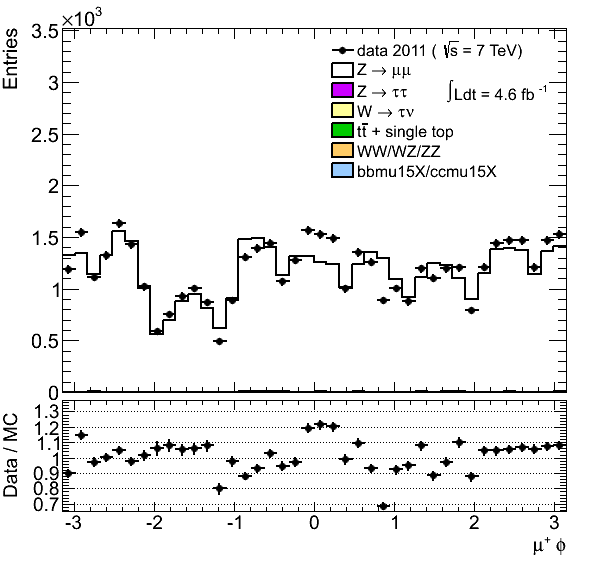 ×10³
Entries
3.5
3
2.5
2
1.5
1
0.5
0
data 2011 ( √s = 7 TeV)
Z → μμ
Z → ττ
∫Ldt = 4.6 fb⁻¹
W → τν
tt̄ + single top
WW/WZ/ZZ
bbmu15X/ccmu15X
Data / MC
1.3
1.2
1.1
1
0.9
0.8
0.7
-3 -2 -1 0 1 2 3
μ⁺ ϕ